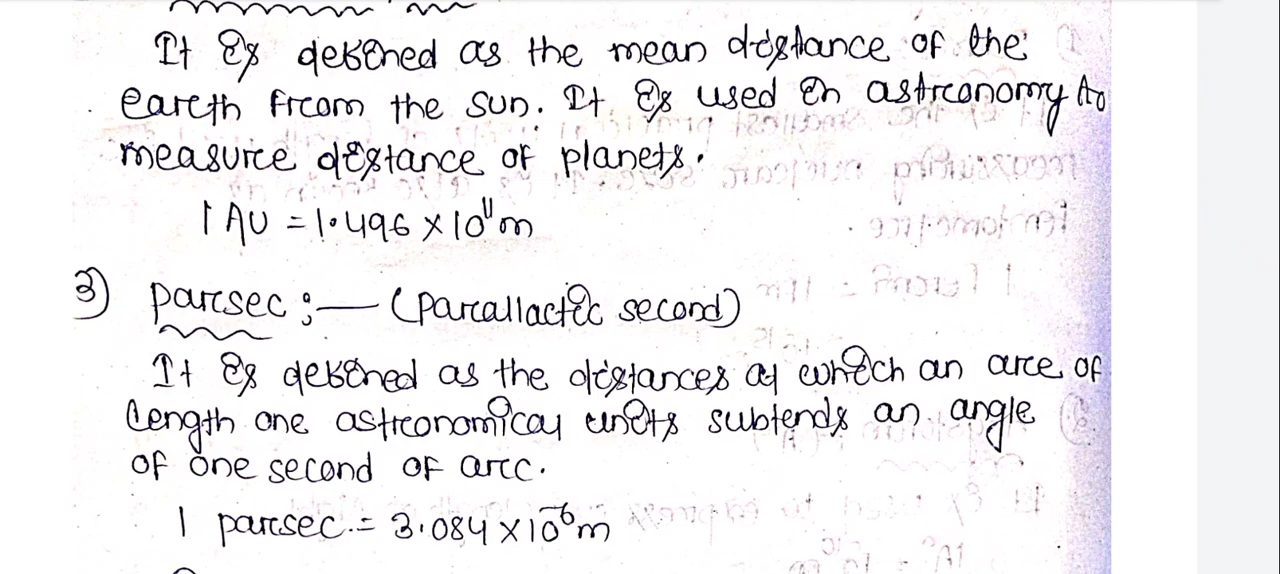 It is defined as the mean distance of the
earth from the sun. It is used in astronomy to
measure distance of planets.
1 AU = 1.496 × 10¹¹ m
3) parsec :— (parallactic second)
It is defined as the distances at which an arc of
length one astronomical units subtends an angle
of one second of arc.
1 parsec = 3.084 × 10⁻⁶ m